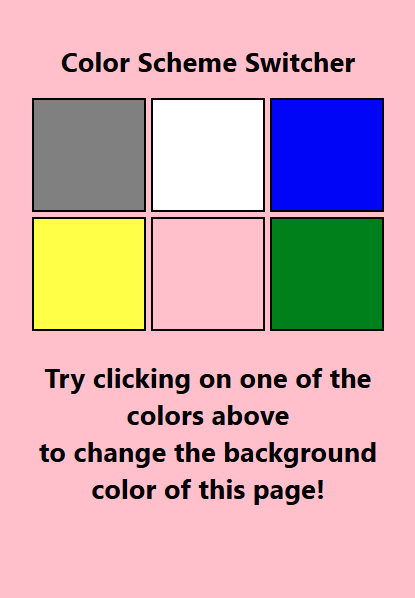 Color Scheme Switcher
Try clicking on one of the
colors above
to change the background
color of this page!